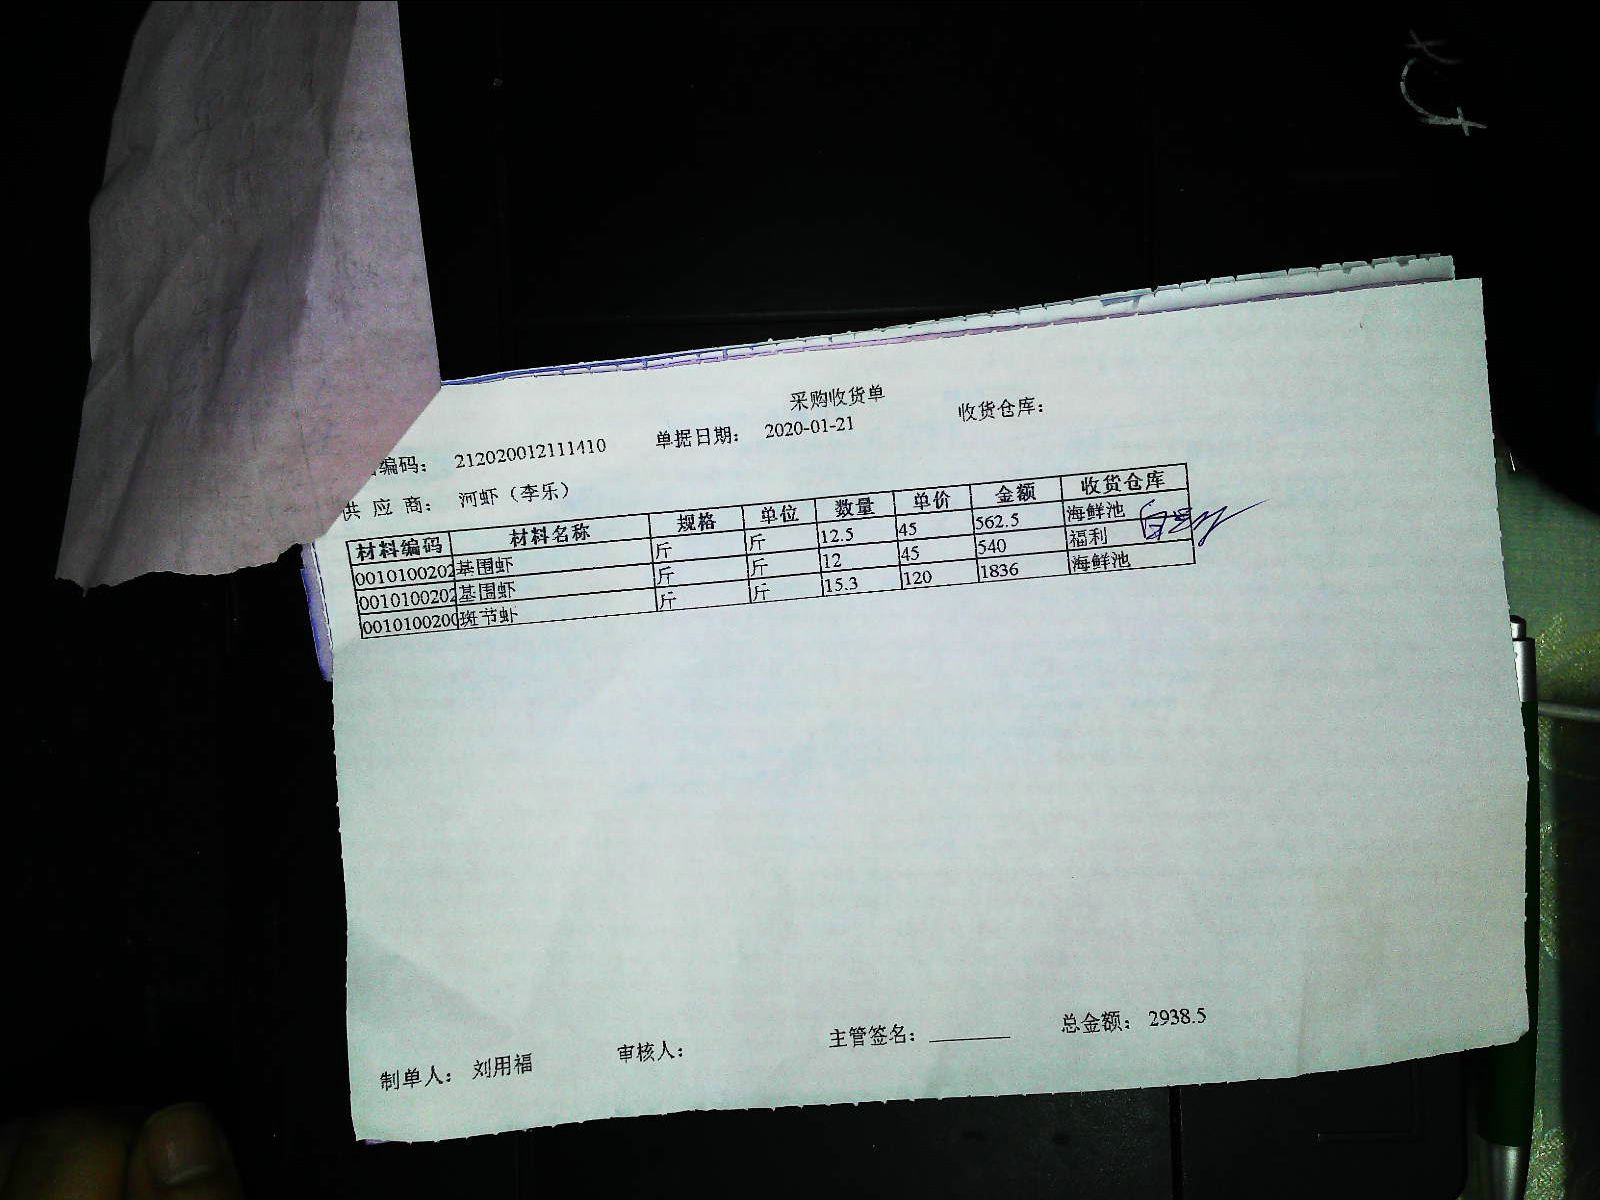 采购收货单
编码: 212020012111410 单据日期: 2020-01-21 收货仓库:
供应商: 河虾（李乐）
材料编码 材料名称 规格 单位 数量 单价 金额 收货仓库
0010100202 基围虾 斤 斤 12.5 45 562.5 海鲜池
0010100202 基围虾 斤 斤 12 45 540 福利
0010100200 斑节虾 斤 斤 15.3 120 1836 海鲜池
制单人: 刘用福 审核人: 主管签名: 总金额: 2938.5